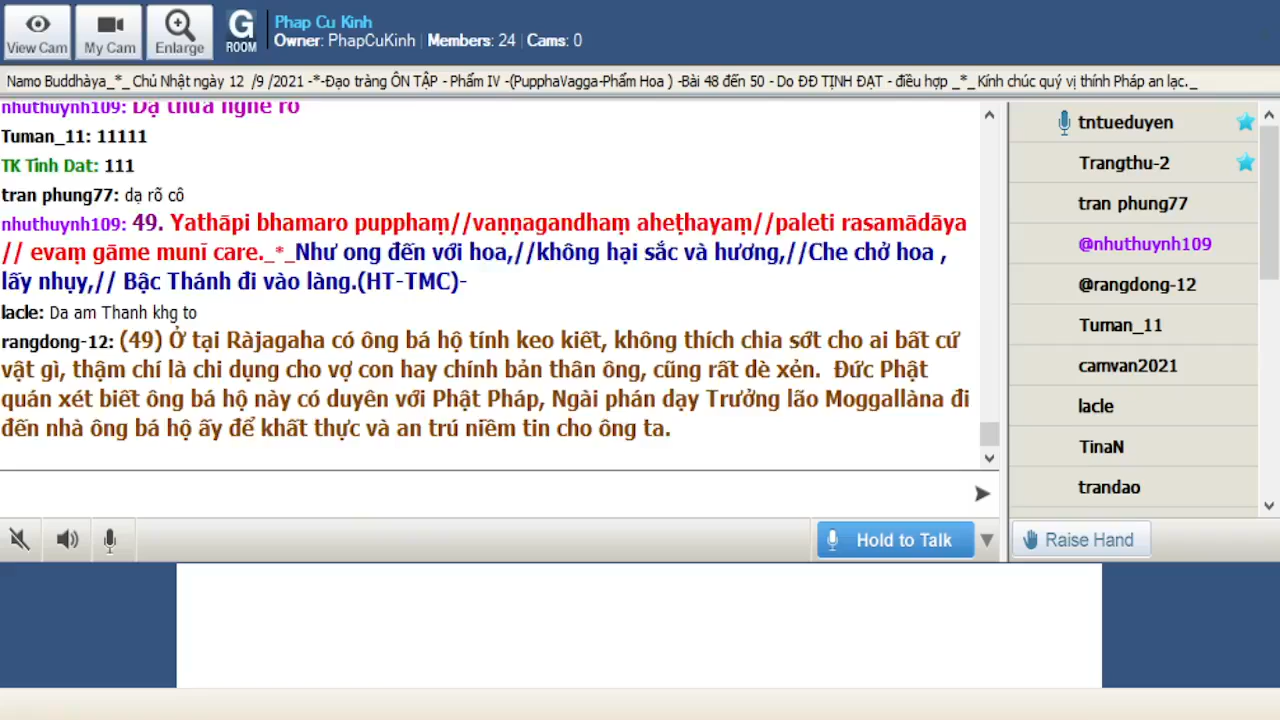 View Cam
My Cam
Enlarge
G
ROOM
Phap Cu Kinh
Owner: PhapCuKinh | Members: 24 | Cams: 0
Namo Buddhàya_*_ Chủ Nhật ngày 12 /9 /2021 -*-Đạo tràng ÔN TẬP - Phẩm IV -(PupphaVagga-Phẩm Hoa ) -Bài 48 đến 50 - Do ĐĐ TỊNH ĐẠT - điều hợp _*_ Kính chúc quý vị thính Pháp an lạc._
nhuthuynh109: Dạ thưa nghe rõ
Tuman_11: 11111
TK Tinh Dat: 111
tran phung77: dạ rõ cô
nhuthuynh109: 49. Yathāpi bhamaro pupphaṃ//vaṇṇagandhaṃ aheṭhayaṃ//paleti rasamādāya
// evaṃ gāme munī care._*_Như ong đến với hoa,//không hại sắc và hương,//Che chở hoa ,
lấy nhụy,// Bậc Thánh đi vào làng.(HT-TMC)-
lacle: Da am Thanh khg to
rangdong-12: (49) Ở tại Ràjagaha có ông bá hộ tính keo kiết, không thích chia sớt cho ai bất cứ
vật gì, thậm chí là chi dụng cho vợ con hay chính bản thân ông, cũng rất dè xẻn. Đức Phật
quán xét biết ông bá hộ này có duyên với Phật Pháp, Ngài phán dạy Trưởng lão Moggallàna đi
đến nhà ông bá hộ ấy để khất thực và an trú niềm tin cho ông ta.
tntueduyen
Trangthu-2
tran phung77
@nhuthuynh109
@rangdong-12
Tuman_11
camvan2021
lacle
TinaN
trandao
Hold to Talk
Raise Hand